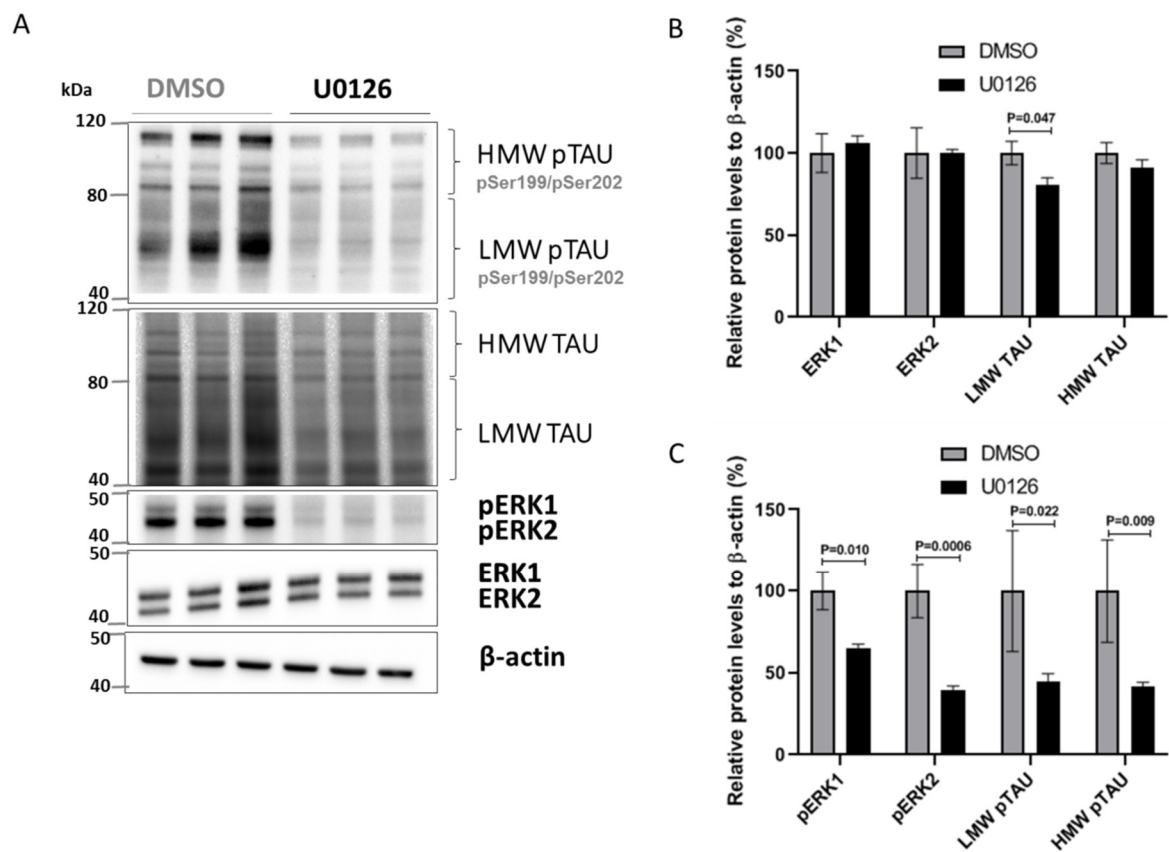 A
kDa
DMSO
U0126
120
HMW pTAU
pSer199/pSer202
80
LMW pTAU
pSer199/pSer202
40
120
HMW TAU
80
LMW TAU
40
50
pERK1
pERK2
40
50
ERK1
ERK2
40
50
β-actin
40
B
Relative protein levels to β-actin (%)
DMSO
U0126
150
100
50
0
P=0.047
ERK1
ERK2
LMW TAU
HMW TAU
C
Relative protein levels to β-actin (%)
DMSO
U0126
150
100
50
0
P=0.010
P=0.0006
P=0.022
P=0.009
pERK1
pERK2
LMW pTAU
HMW pTAU